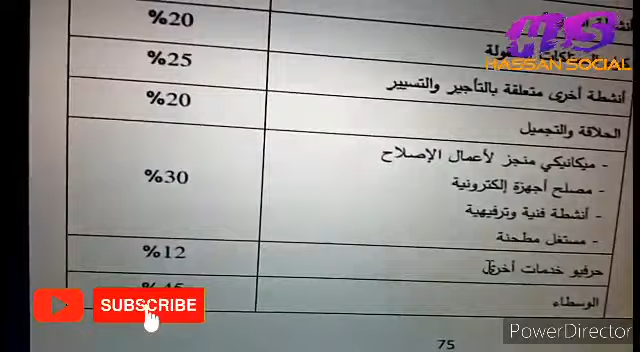 أنشطة
%20
%25
أنشطة أخرى متعلقة بالتأجير والتسيير
%20
الحلاقة والتجميل
- ميكانيكي منجز لأعمال الإصلاح
- مصلح أجهزة إلكترونية
- أنشطة فنية وترفيهية
- مستغل مطحنة
%30
حرفيو خدمات أخرى
%12
الوسطاء
75
HASSAN SOCIAL
SUBSCRIBE
PowerDirector